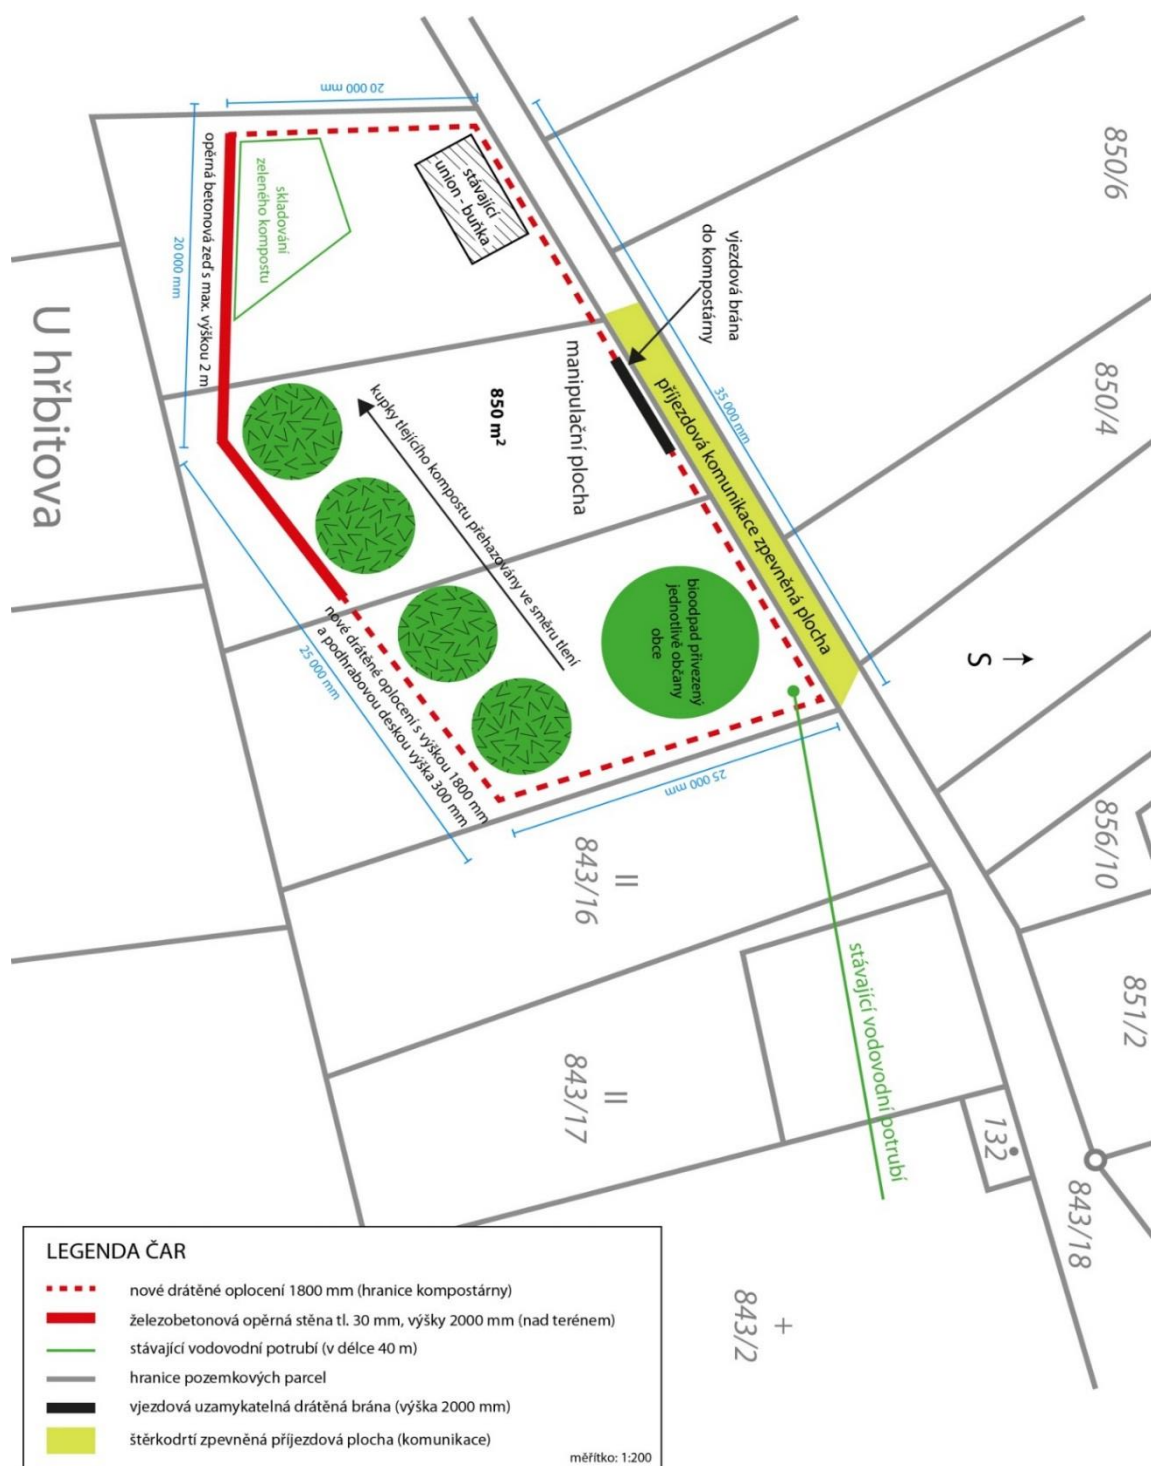 20 000 mm
850/6
skladování
zeleného kompostu
stávající
union - buňka
opěrná betonová zeď s max. výškou 2 m
20 000 mm
vjezdová brána
do kompostárny
U hřbitova
manipulační plocha
850 m²
35 000 mm
příjezdová komunikace zpevněná plocha
850/4
kupky tlejícího kompostu přehazovány ve směru tlení
bioodpad přivezený
jednotlivě občany
obce
S
nové drátěné oplocení s výškou 1800 mm
a podhrabovou deskou výška 300 mm
25 000 mm
25 000 mm
856/10
843/16
851/2
stávající vodovodní potrubí
843/17
132
843/18
843/2
LEGENDA ČAR
nové drátěné oplocení 1800 mm (hranice kompostárny)
železobetonová opěrná stěna tl. 30 mm, výšky 2000 mm (nad terénem)
stávající vodovodní potrubí (v délce 40 m)
hranice pozemkových parcel
vjezdová uzamykatelná drátěná brána (výška 2000 mm)
štěrkodrtí zpevněná příjezdová plocha (komunikace)
měřítko: 1:200